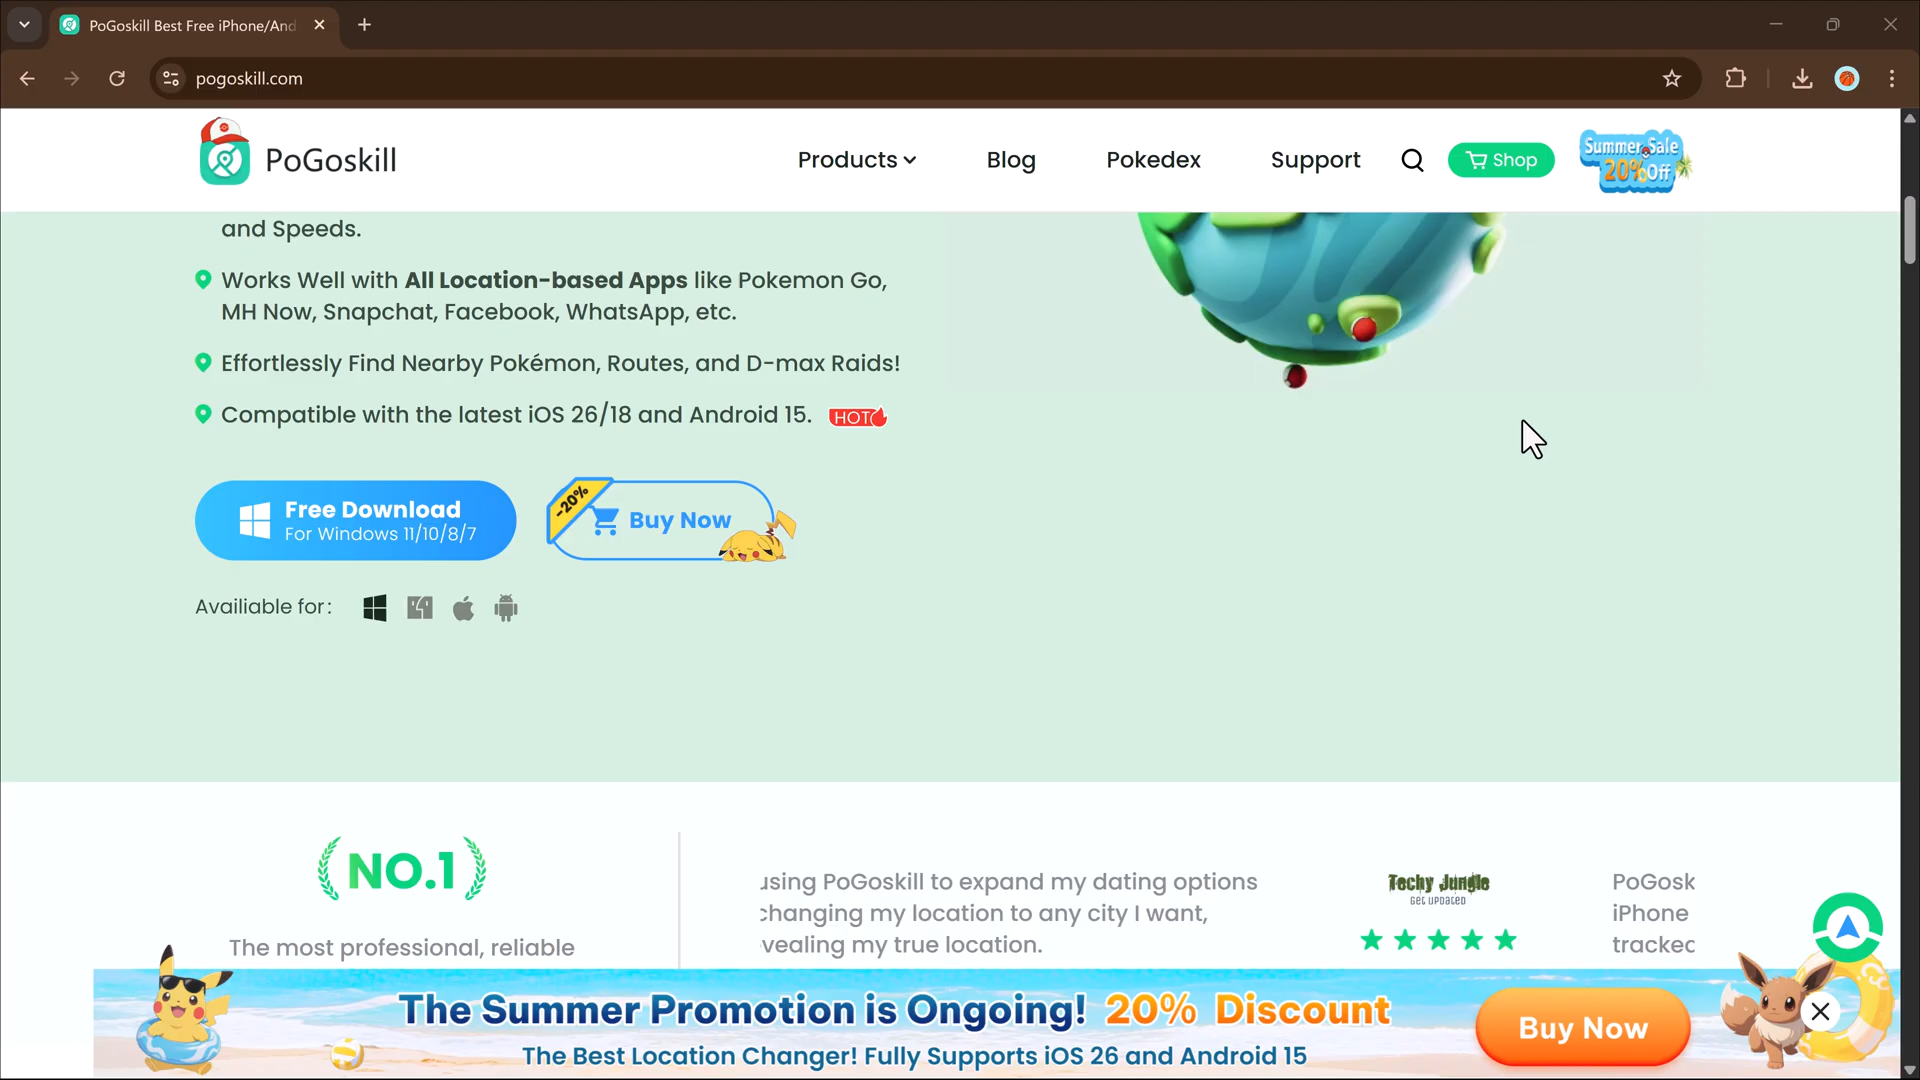 PoGoskill Best Free iPhone/And
pogoskill.com
PoGoskill
Products
Blog
Pokedex
Support
Shop
Summer Sale
20% Off
and Speeds.
Works Well with All Location-based Apps like Pokemon Go,
MH Now, Snapchat, Facebook, WhatsApp, etc.
Effortlessly Find Nearby Pokémon, Routes, and D-max Raids!
Compatible with the latest iOS 26/18 and Android 15. HOT
Free Download
For Windows 11/10/8/7
-20%
Buy Now
Availiable for:
NO.1
The most professional, reliable
using PoGoskill to expand my dating options
changing my location to any city I want,
vealing my true location.
Techy Jungle
GET UPDATED
PoGosk
iPhone
trackec
The Summer Promotion is Ongoing! 20% Discount
The Best Location Changer! Fully Supports iOS 26 and Android 15
Buy Now